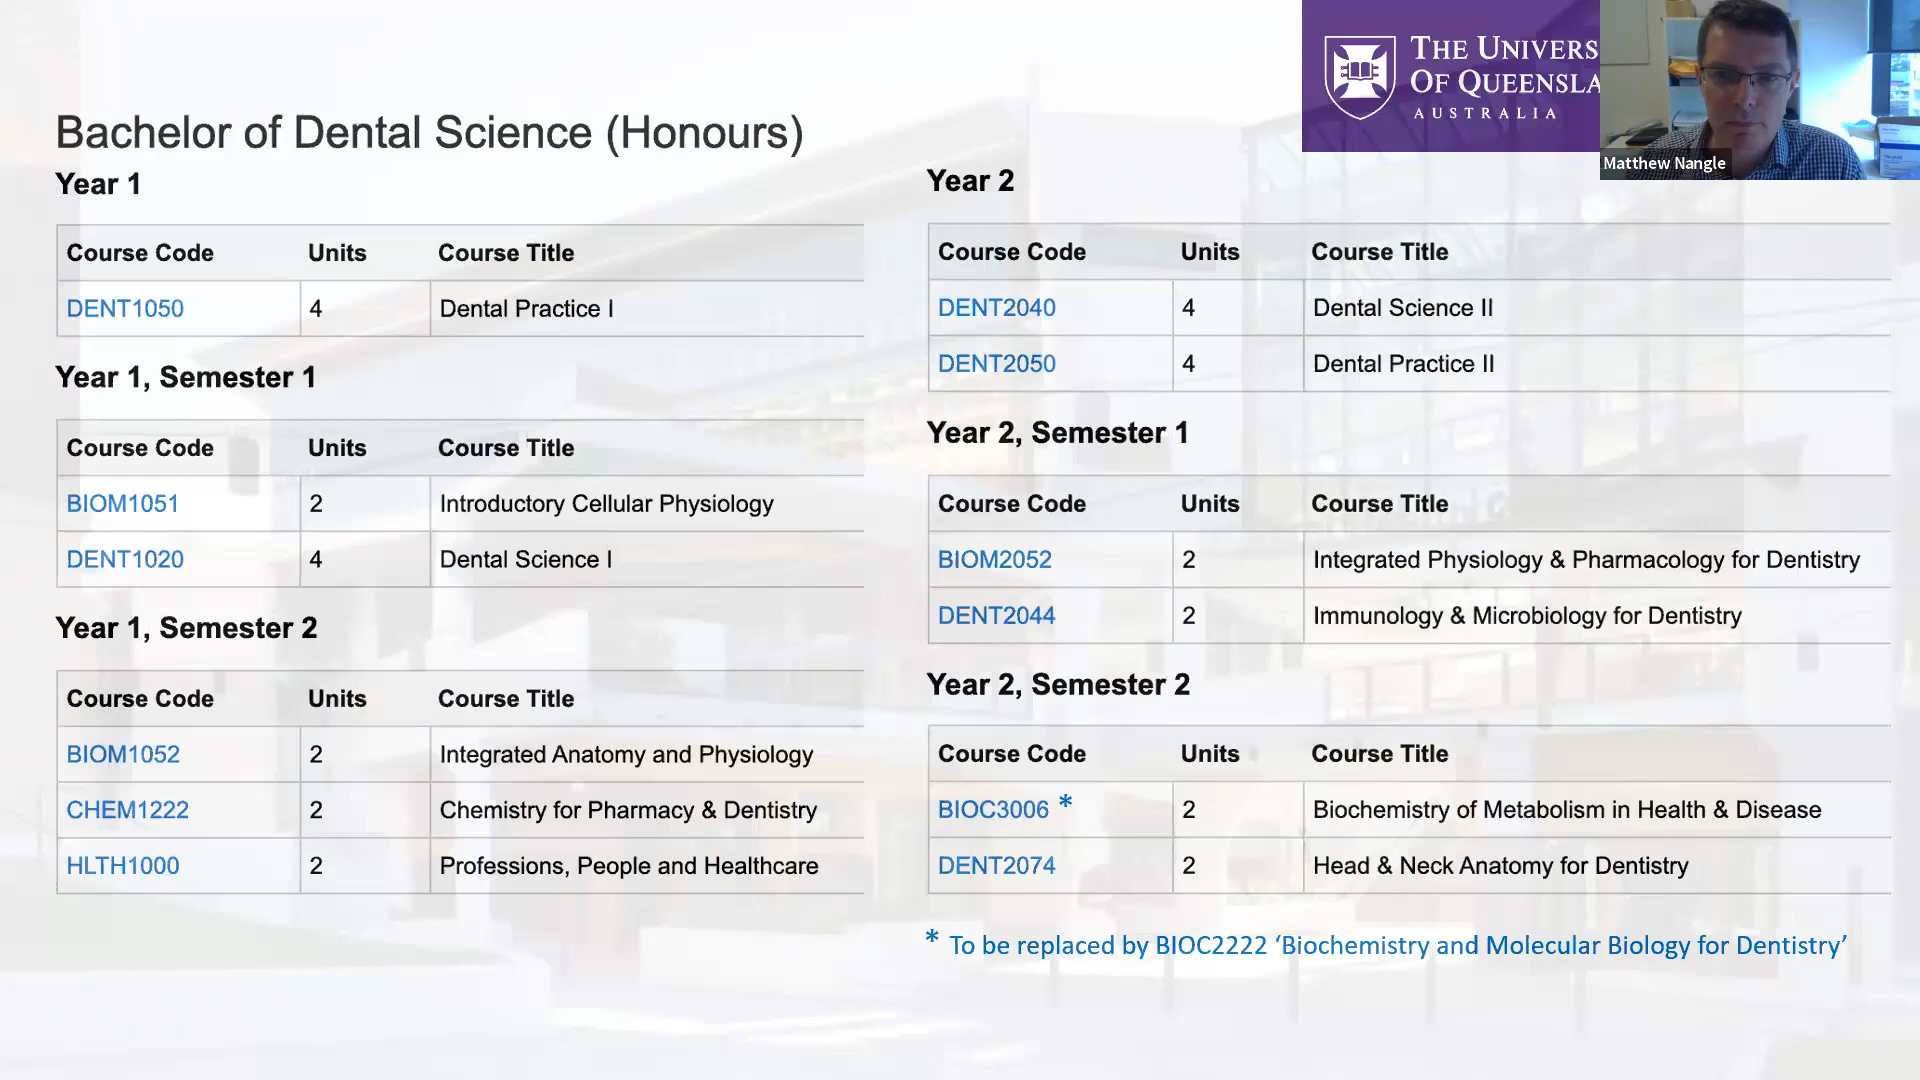 THE UNIVERS
OF QUEENSLA
AUSTRALIA
Matthew Nangle
Bachelor of Dental Science (Honours)
Year 1
Course Code Units Course Title
DENT1050 4 Dental Practice I
Year 1, Semester 1
Course Code Units Course Title
BIOM1051 2 Introductory Cellular Physiology
DENT1020 4 Dental Science I
Year 1, Semester 2
Course Code Units Course Title
BIOM1052 2 Integrated Anatomy and Physiology
CHEM1222 2 Chemistry for Pharmacy & Dentistry
HLTH1000 2 Professions, People and Healthcare
Year 2
Course Code Units Course Title
DENT2040 4 Dental Science II
DENT2050 4 Dental Practice II
Year 2, Semester 1
Course Code Units Course Title
BIOM2052 2 Integrated Physiology & Pharmacology for Dentistry
DENT2044 2 Immunology & Microbiology for Dentistry
Year 2, Semester 2
Course Code Units Course Title
BIOC3006 * 2 Biochemistry of Metabolism in Health & Disease
DENT2074 2 Head & Neck Anatomy for Dentistry
* To be replaced by BIOC2222 ‘Biochemistry and Molecular Biology for Dentistry’